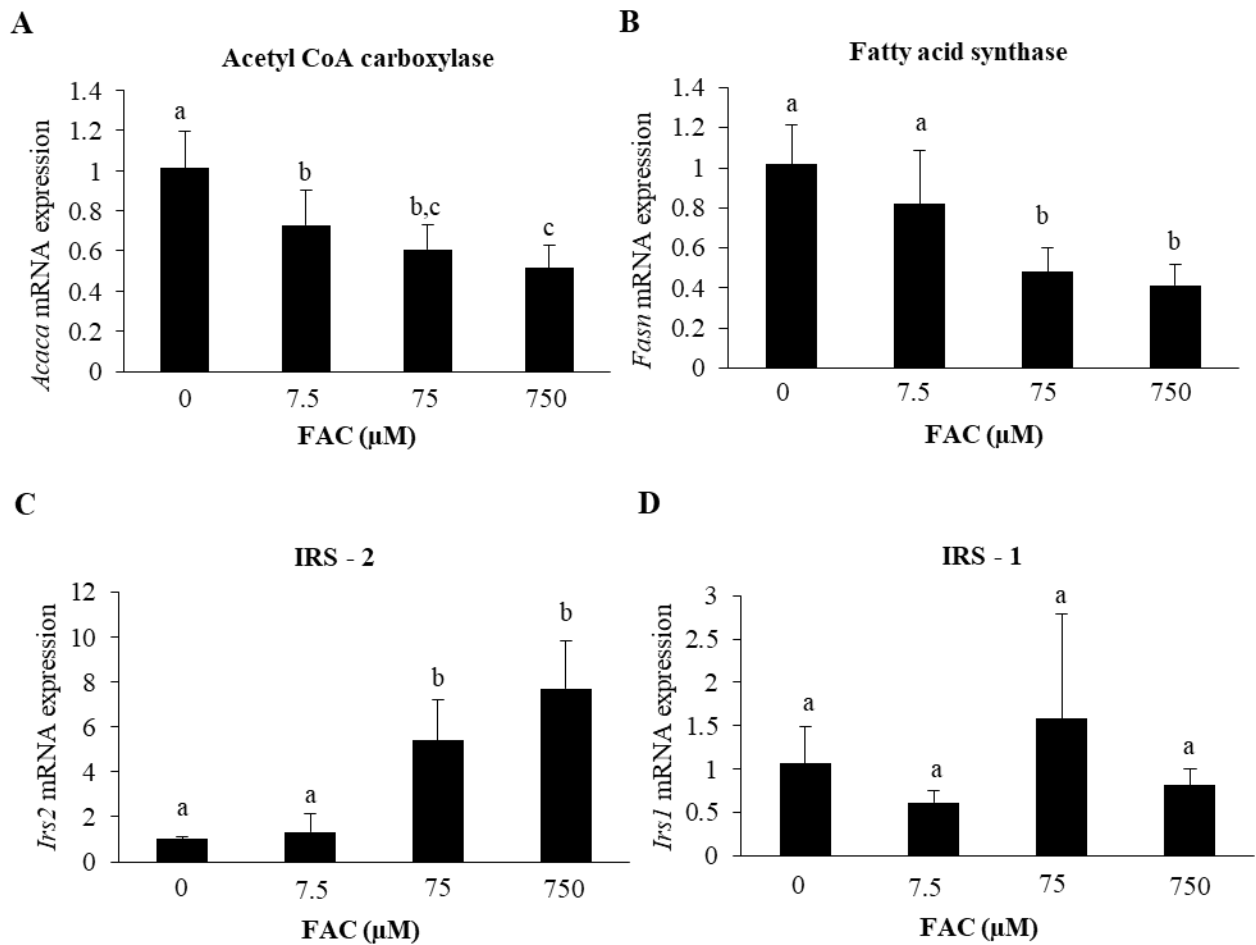 A
Acetyl CoA carboxylase
Acaca mRNA expression
1.4
1.2
1
0.8
0.6
0.4
0.2
0
a
b
b,c
c
0 7.5 75 750
FAC (µM)
B
Fatty acid synthase
Fasn mRNA expression
1.4
1.2
1
0.8
0.6
0.4
0.2
0
a
a
b
b
0 7.5 75 750
FAC (µM)
C
IRS - 2
Irs2 mRNA expression
12
10
8
6
4
2
0
a
a
b
b
0 7.5 75 750
FAC (µM)
D
IRS - 1
Irs1 mRNA expression
3
2.5
2
1.5
1
0.5
0
a
a
a
a
0 7.5 75 750
FAC (µM)